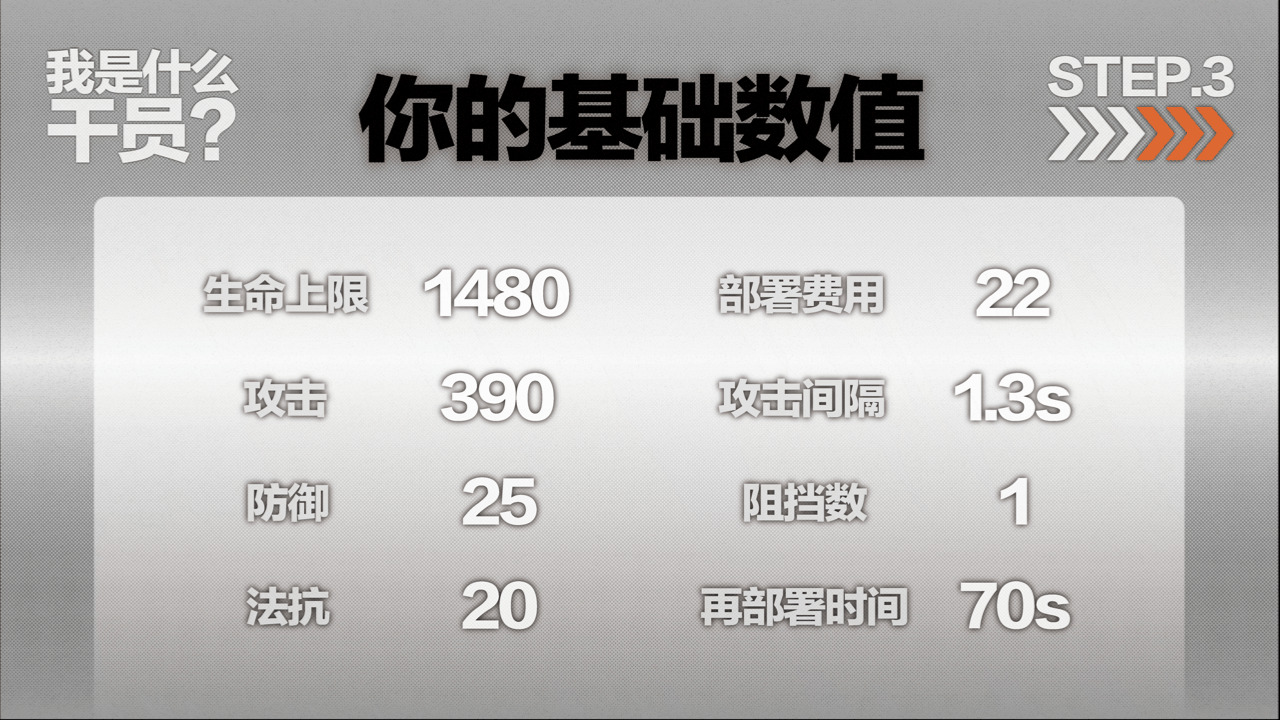 我是什么
干员?
你的基础数值
STEP.3
生命上限 1480 部署费用 22
攻击 390 攻击间隔 1.3s
防御 25 阻挡数 1
法抗 20 再部署时间 70s